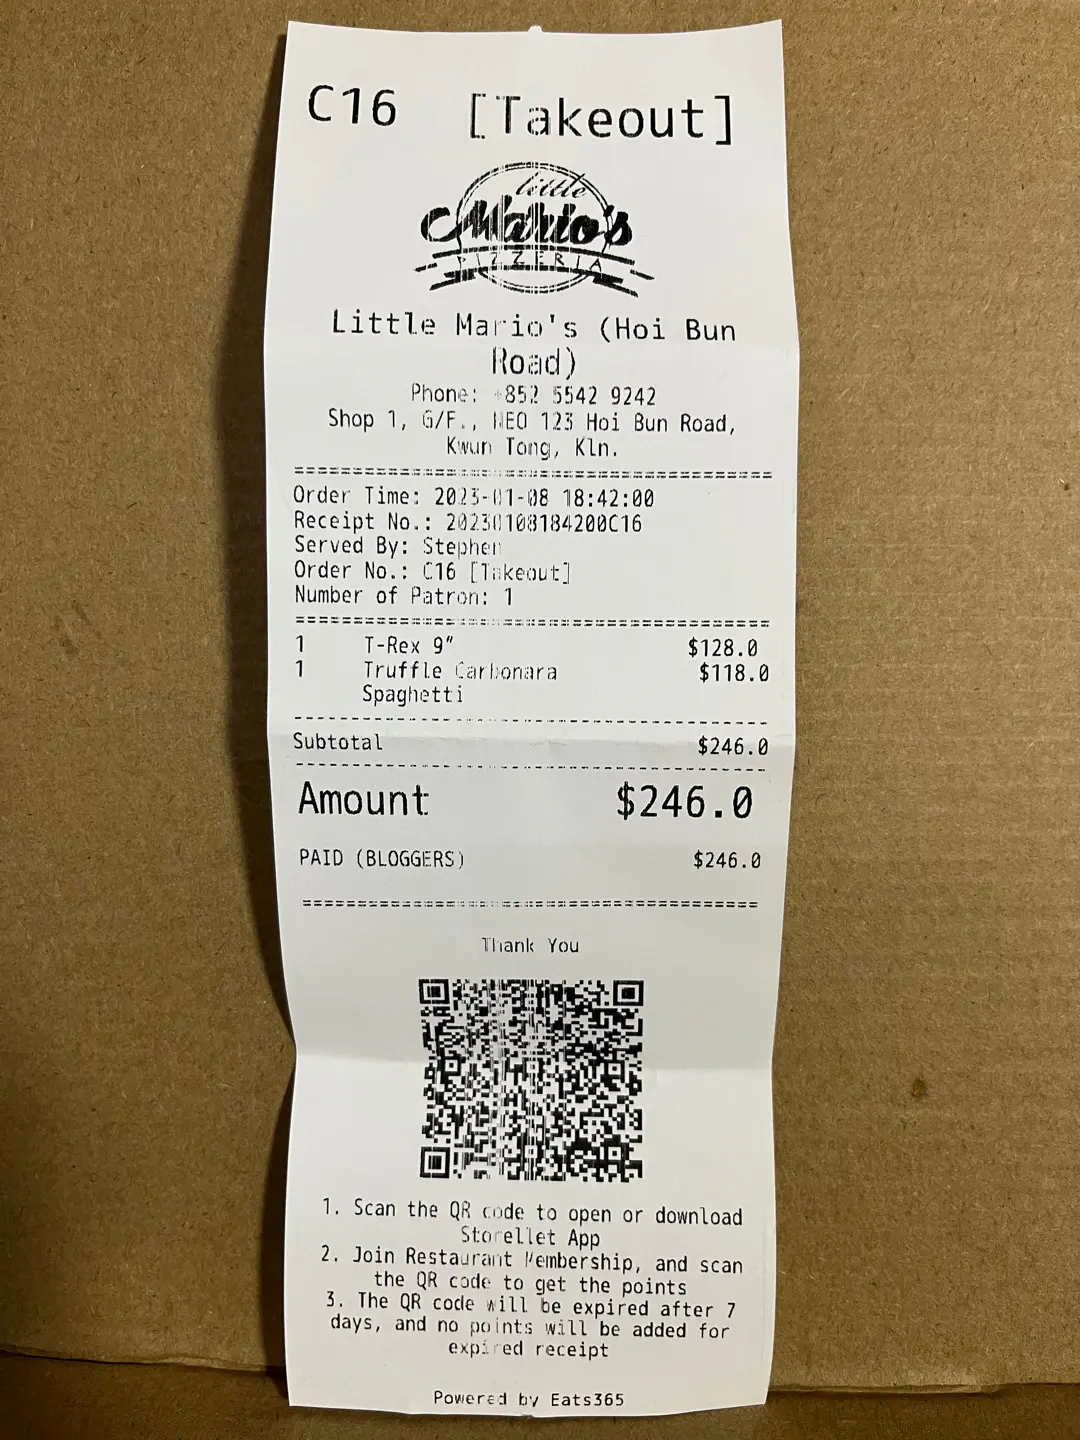 C16 [Takeout]
little
Mario's
PIZZERIA
Little Mario's (Hoi Bun
Road)
Phone: +852 5542 9242
Shop 1, G/F., NEO 123 Hoi Bun Road,
Kwun Tong, Kln.
Order Time: 2023-01-08 18:42:00
Receipt No.: 20230108184200C16
Served By: Stephen
Order No.: C16 [Takeout]
Number of Patron: 1
1 T-Rex 9" $128.0
1 Truffle Carbonara $118.0
Spaghetti
Subtotal $246.0
Amount $246.0
PAID (BLOGGERS) $246.0
Thank You
1. Scan the QR code to open or download
Storellet App
2. Join Restaurant Membership, and scan
the QR code to get the points
3. The QR code will be expired after 7
days, and no points will be added for
expired receipt
Powered by Eats365